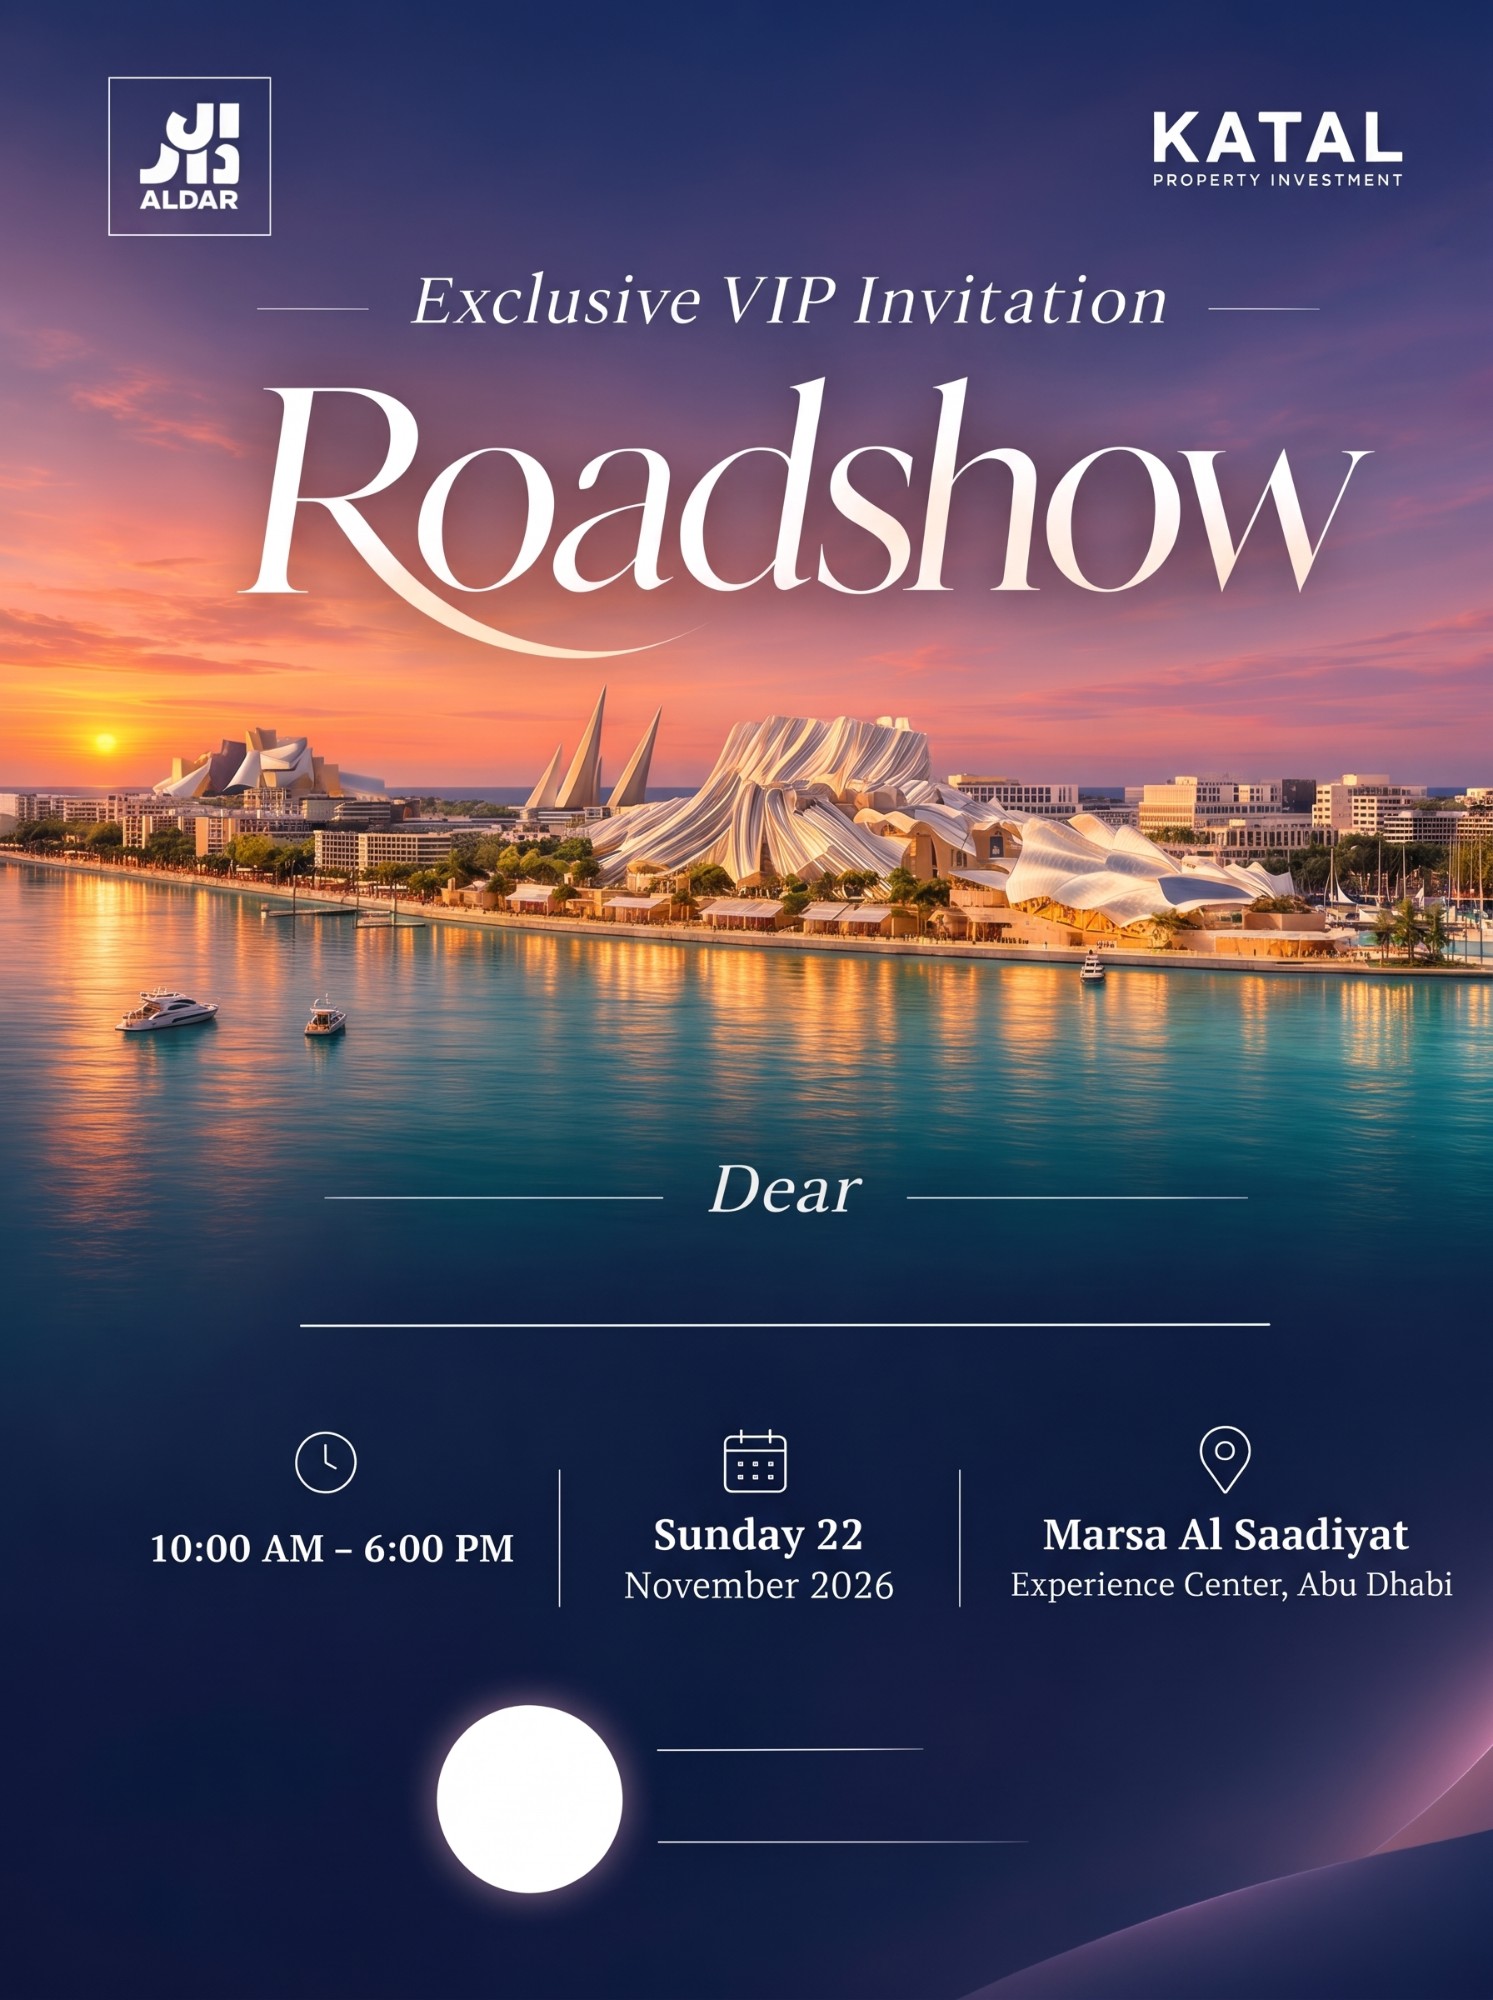 الدار
ALDAR
KATAL
PROPERTY INVESTMENT
Exclusive VIP Invitation
Roadshow
Dear
10:00 AM – 6:00 PM
Sunday 22
November 2026
Marsa Al Saadiyat
Experience Center, Abu Dhabi